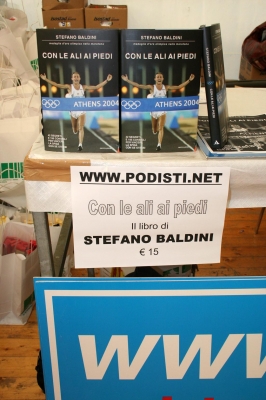 STEFANO BALDINI
CON LE ALI AI PIEDI
ATHENS 2004
STEFANO BALDINI
CON LE ALI AI PIEDI
ATHENS 2004
WWW.PODISTI.NET
Con le ali ai piedi
Il libro di
STEFANO BALDINI
€ 15
www.